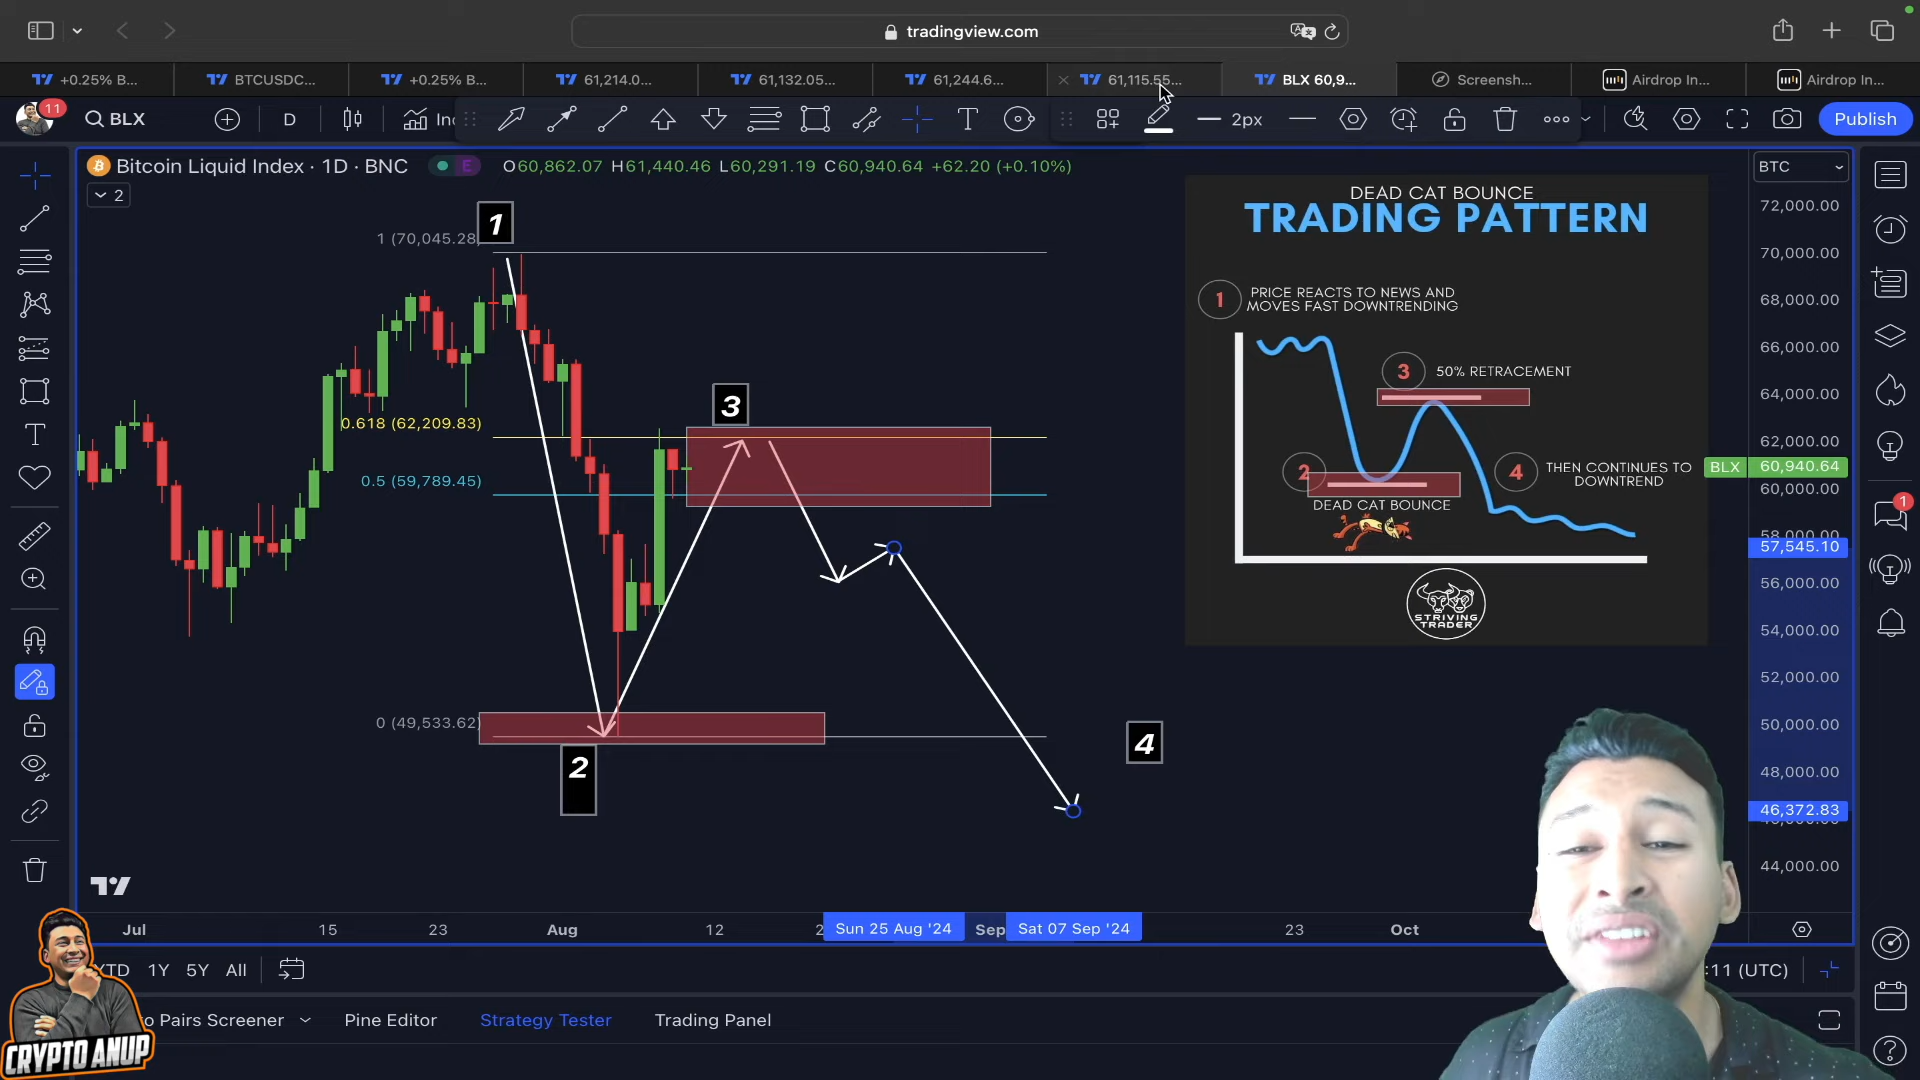 tradingview.com
+0.25% B...
BTCUSDC...
+0.25% B...
61,214.0...
61,132.05...
61,244.6...
61,115.55...
BLX 60,9...
Screensh...
Airdrop In...
Airdrop In...
11
BLX
D
Inc
T
2px
Publish
Bitcoin Liquid Index · 1D · BNC
E
O60,862.07 H61,440.46 L60,291.19 C60,940.64 +62.20 (+0.10%)
BTC
2
1
1 (70,045.28)
0.618 (62,209.83)
3
0.5 (59,789.45)
0 (49,533.62)
2
4
DEAD CAT BOUNCE
TRADING PATTERN
1
PRICE REACTS TO NEWS AND
MOVES FAST DOWNTRENDING
3
50% RETRACEMENT
2
DEAD CAT BOUNCE
4
THEN CONTINUES TO
DOWNTREND
STRIVING
TRADER
72,000.00
70,000.00
68,000.00
66,000.00
64,000.00
62,000.00
BLX 60,940.64
60,000.00
57,545.10
56,000.00
54,000.00
52,000.00
50,000.00
48,000.00
46,372.83
44,000.00
1
Jul
15
23
Aug
12
Sun 25 Aug '24
Sep
Sat 07 Sep '24
23
Oct
YTD
1Y
5Y
All
:11 (UTC)
o Pairs Screener
Pine Editor
Strategy Tester
Trading Panel
CRYPTO ANUP